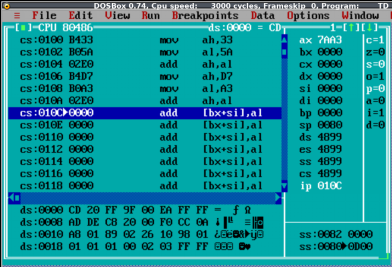 DOSBox 0.74, Cpu speed: 3000 cycles, Frameskip 0, Program: TD
≡ File Edit View Run Breakpoints Data Options Window
[■]=CPU 80486 ds:0000 = CD 1=[↑][↓]
cs:0100 B433 mov ah,33 ax 7AA3 c=1
cs:0102 B05A mov al,5A bx 0000 z=0
cs:0104 02E0 add ah,al cx 0000 s=0
cs:0106 B4D7 mov ah,D7 dx 0000 o=1
cs:0108 B0A3 mov al,A3 si 0000 p=0
cs:010A 02E0 add ah,al di 0000 a=0
cs:010C►0000 add [bx+si],al bp 0000 i=1
cs:010E 0000 add [bx+si],al sp 0080 d=0
cs:0110 0000 add [bx+si],al ds 4899
cs:0112 0000 add [bx+si],al es 4899
cs:0114 0000 add [bx+si],al ss 4899
cs:0116 0000 add [bx+si],al cs 4899
cs:0118 0000 add [bx+si],al ip 010C
ds:0000 CD 20 FF 9F 00 EA FF FF = ƒ Ω
ds:0008 AD DE CB 20 00 F0 CC 0A
ds:0010 A8 01 89 02 26 10 98 01
ds:0018 01 01 01 00 02 03 FF FF
ss:0082 0000
ss:0080►0D00